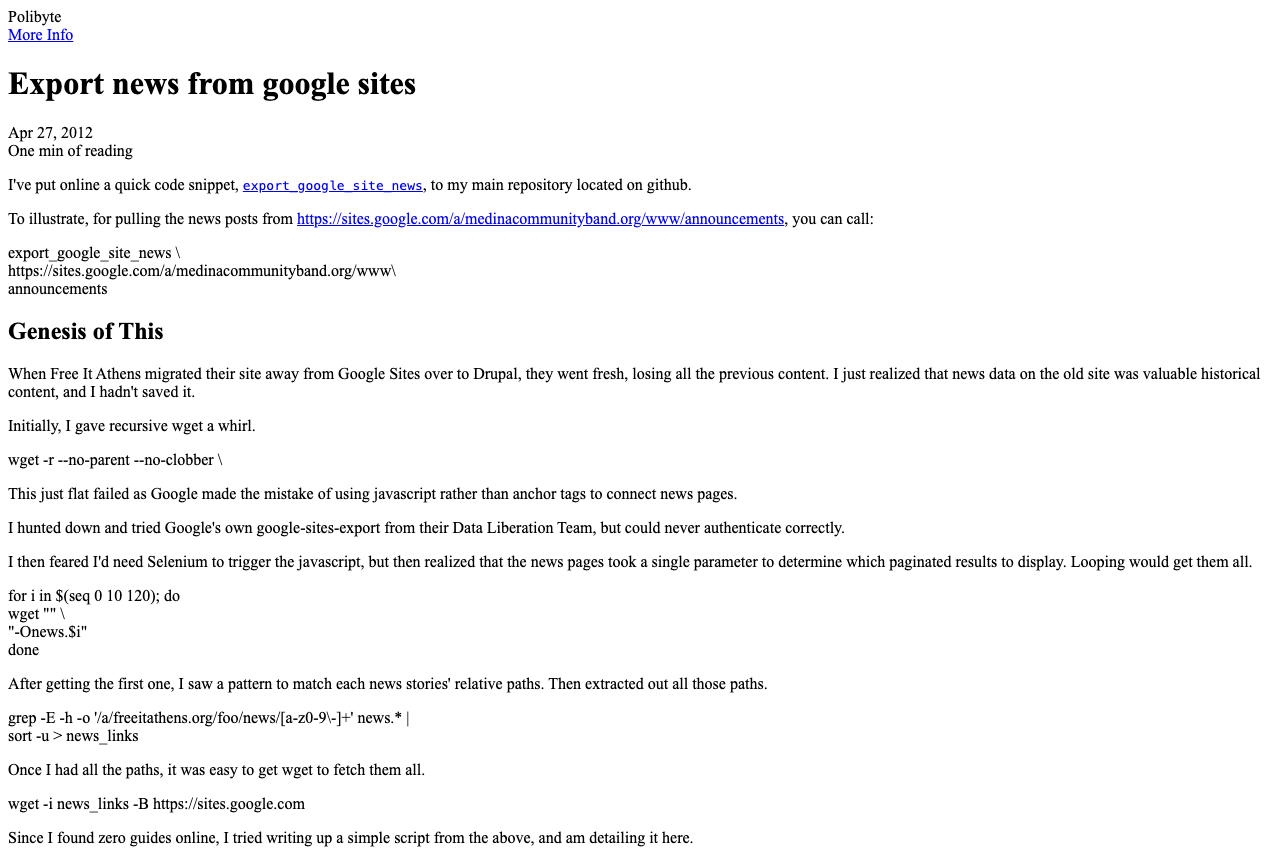 Polibyte
More Info
Export news from google sites
Apr 27, 2012
One min of reading
I've put online a quick code snippet, export_google_site_news, to my main repository located on github.
To illustrate, for pulling the news posts from https://sites.google.com/a/medinacommunityband.org/www/announcements, you can call:
export_google_site_news \
https://sites.google.com/a/medinacommunityband.org/www\
announcements
Genesis of This
When Free It Athens migrated their site away from Google Sites over to Drupal, they went fresh, losing all the previous content. I just realized that news data on the old site was valuable historical
content, and I hadn't saved it.
Initially, I gave recursive wget a whirl.
wget -r --no-parent --no-clobber \
This just flat failed as Google made the mistake of using javascript rather than anchor tags to connect news pages.
I hunted down and tried Google's own google-sites-export from their Data Liberation Team, but could never authenticate correctly.
I then feared I'd need Selenium to trigger the javascript, but then realized that the news pages took a single parameter to determine which paginated results to display. Looping would get them all.
for i in $(seq 0 10 120); do
wget "" \
"-Onews.$i"
done
After getting the first one, I saw a pattern to match each news stories' relative paths. Then extracted out all those paths.
grep -E -h -o '/a/freeitathens.org/foo/news/[a-z0-9\-]+' news.* |
sort -u > news_links
Once I had all the paths, it was easy to get wget to fetch them all.
wget -i news_links -B https://sites.google.com
Since I found zero guides online, I tried writing up a simple script from the above, and am detailing it here.